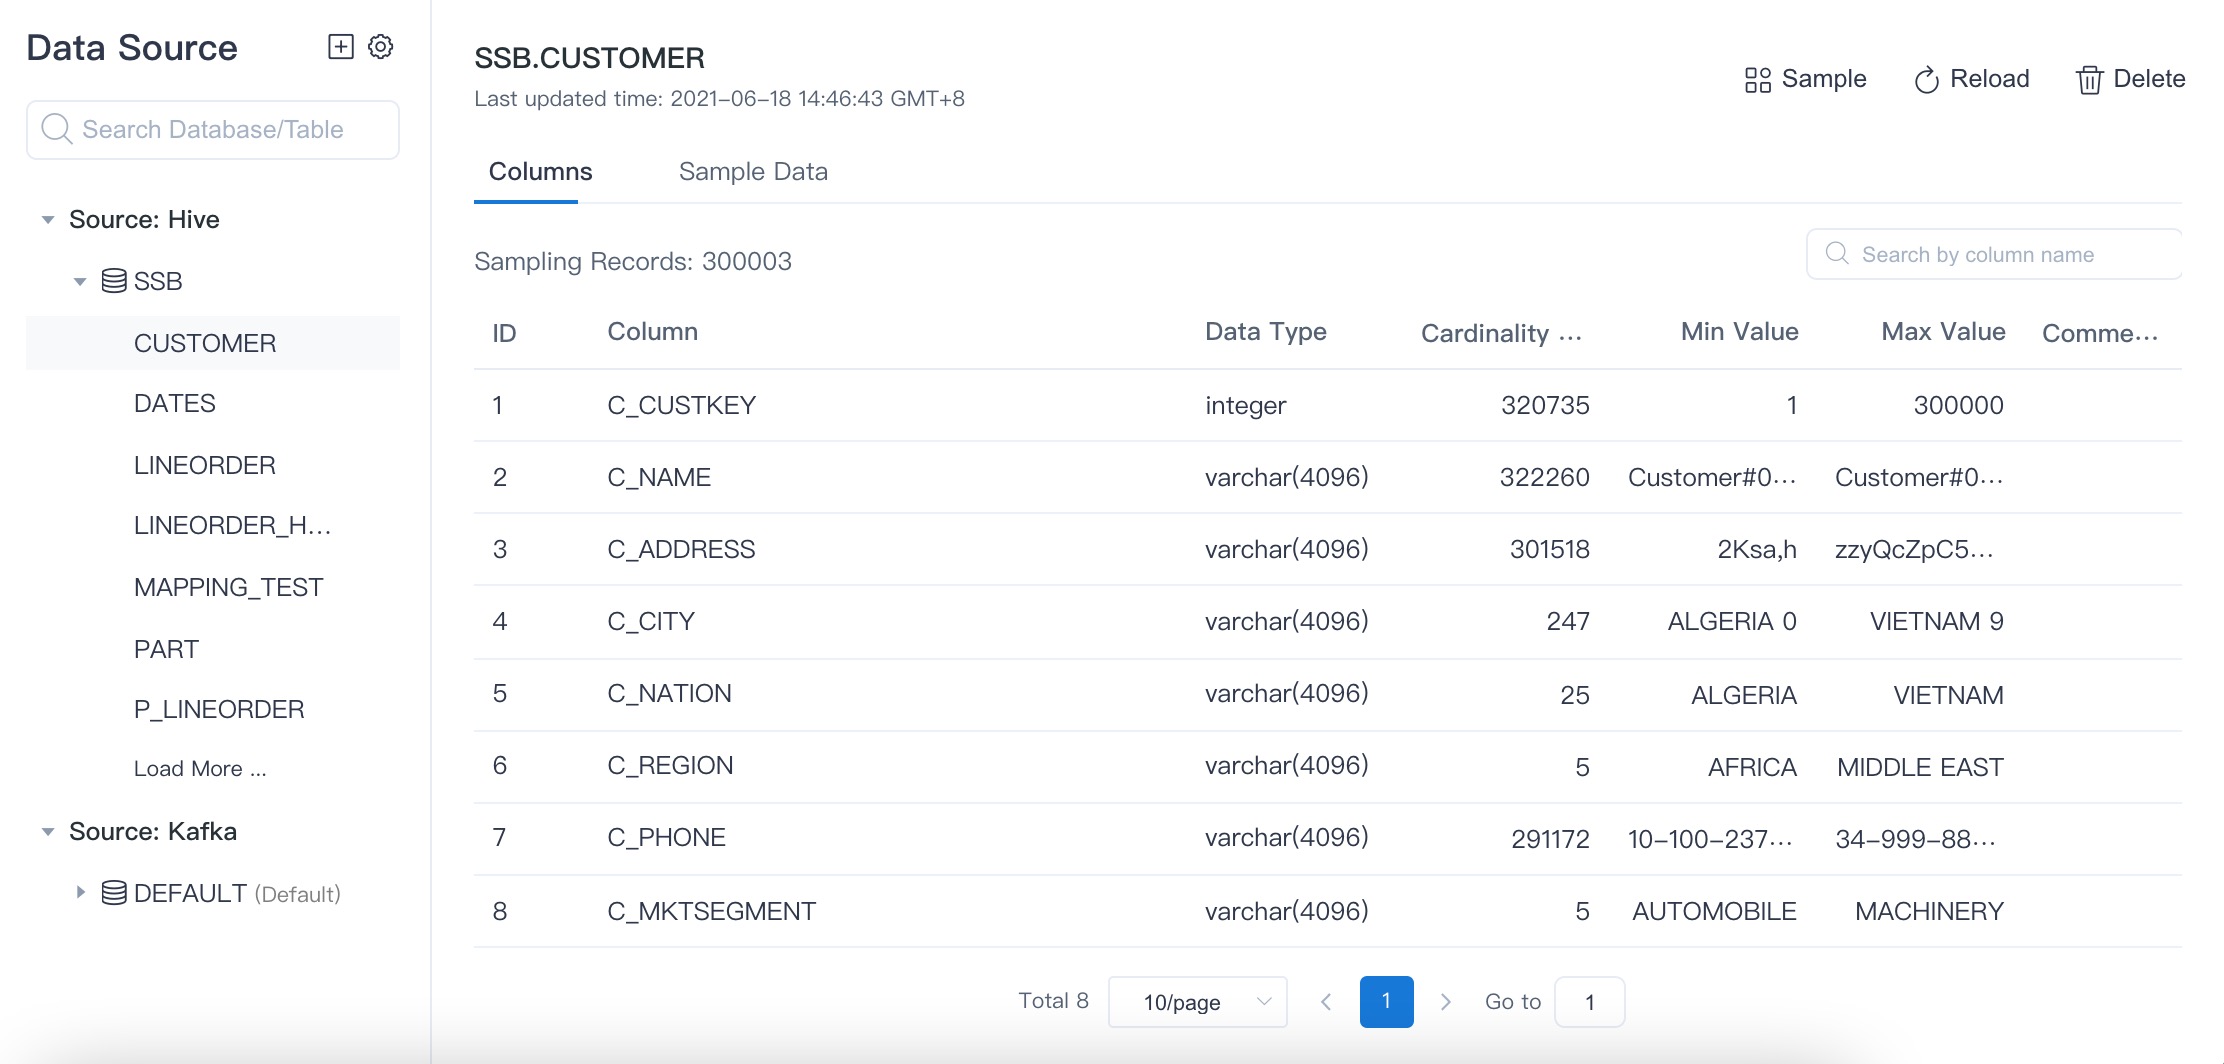 Data Source
Search Database/Table
Source: Hive
SSB
CUSTOMER
DATES
LINEORDER
LINEORDER_H...
MAPPING_TEST
PART
P_LINEORDER
Load More ...
Source: Kafka
DEFAULT (Default)
SSB.CUSTOMER
Last updated time: 2021-06-18 14:46:43 GMT+8
Sample Reload Delete
Columns Sample Data
Sampling Records: 300003
Search by column name
ID Column Data Type Cardinality ... Min Value Max Value Comme...
1 C_CUSTKEY integer 320735 1 300000
2 C_NAME varchar(4096) 322260 Customer#0... Customer#0...
3 C_ADDRESS varchar(4096) 301518 2Ksa,h zzyQcZpC5...
4 C_CITY varchar(4096) 247 ALGERIA 0 VIETNAM 9
5 C_NATION varchar(4096) 25 ALGERIA VIETNAM
6 C_REGION varchar(4096) 5 AFRICA MIDDLE EAST
7 C_PHONE varchar(4096) 291172 10-100-237... 34-999-88...
8 C_MKTSEGMENT varchar(4096) 5 AUTOMOBILE MACHINERY
Total 8 10/page 1 Go to 1